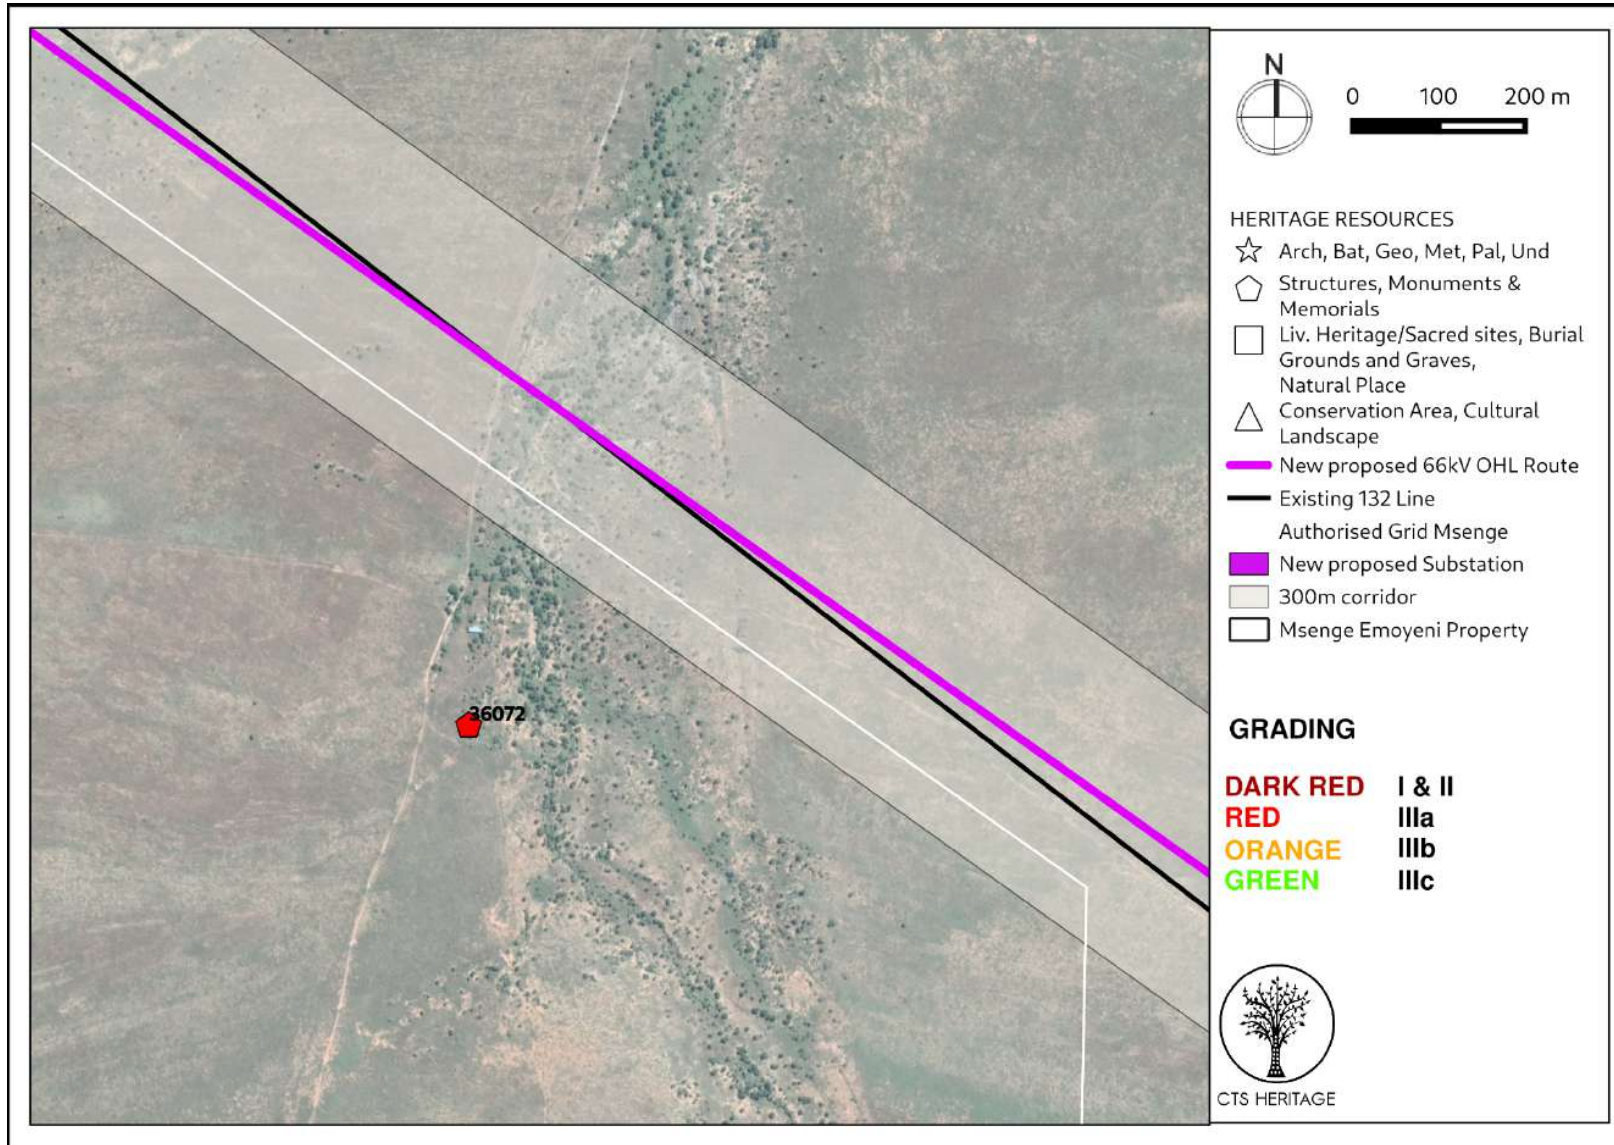 N
0 100 200 m
HERITAGE RESOURCES
Arch, Bat, Geo, Met, Pal, Und
Structures, Monuments &
Memorials
Liv. Heritage/Sacred sites, Burial
Grounds and Graves,
Natural Place
Conservation Area, Cultural
Landscape
New proposed 66kV OHL Route
Existing 132 Line
Authorised Grid Msenge
New proposed Substation
300m corridor
Msenge Emoyeni Property
36072
GRADING
DARK RED I & II
RED IIIa
ORANGE IIIb
GREEN IIIc
CTS HERITAGE